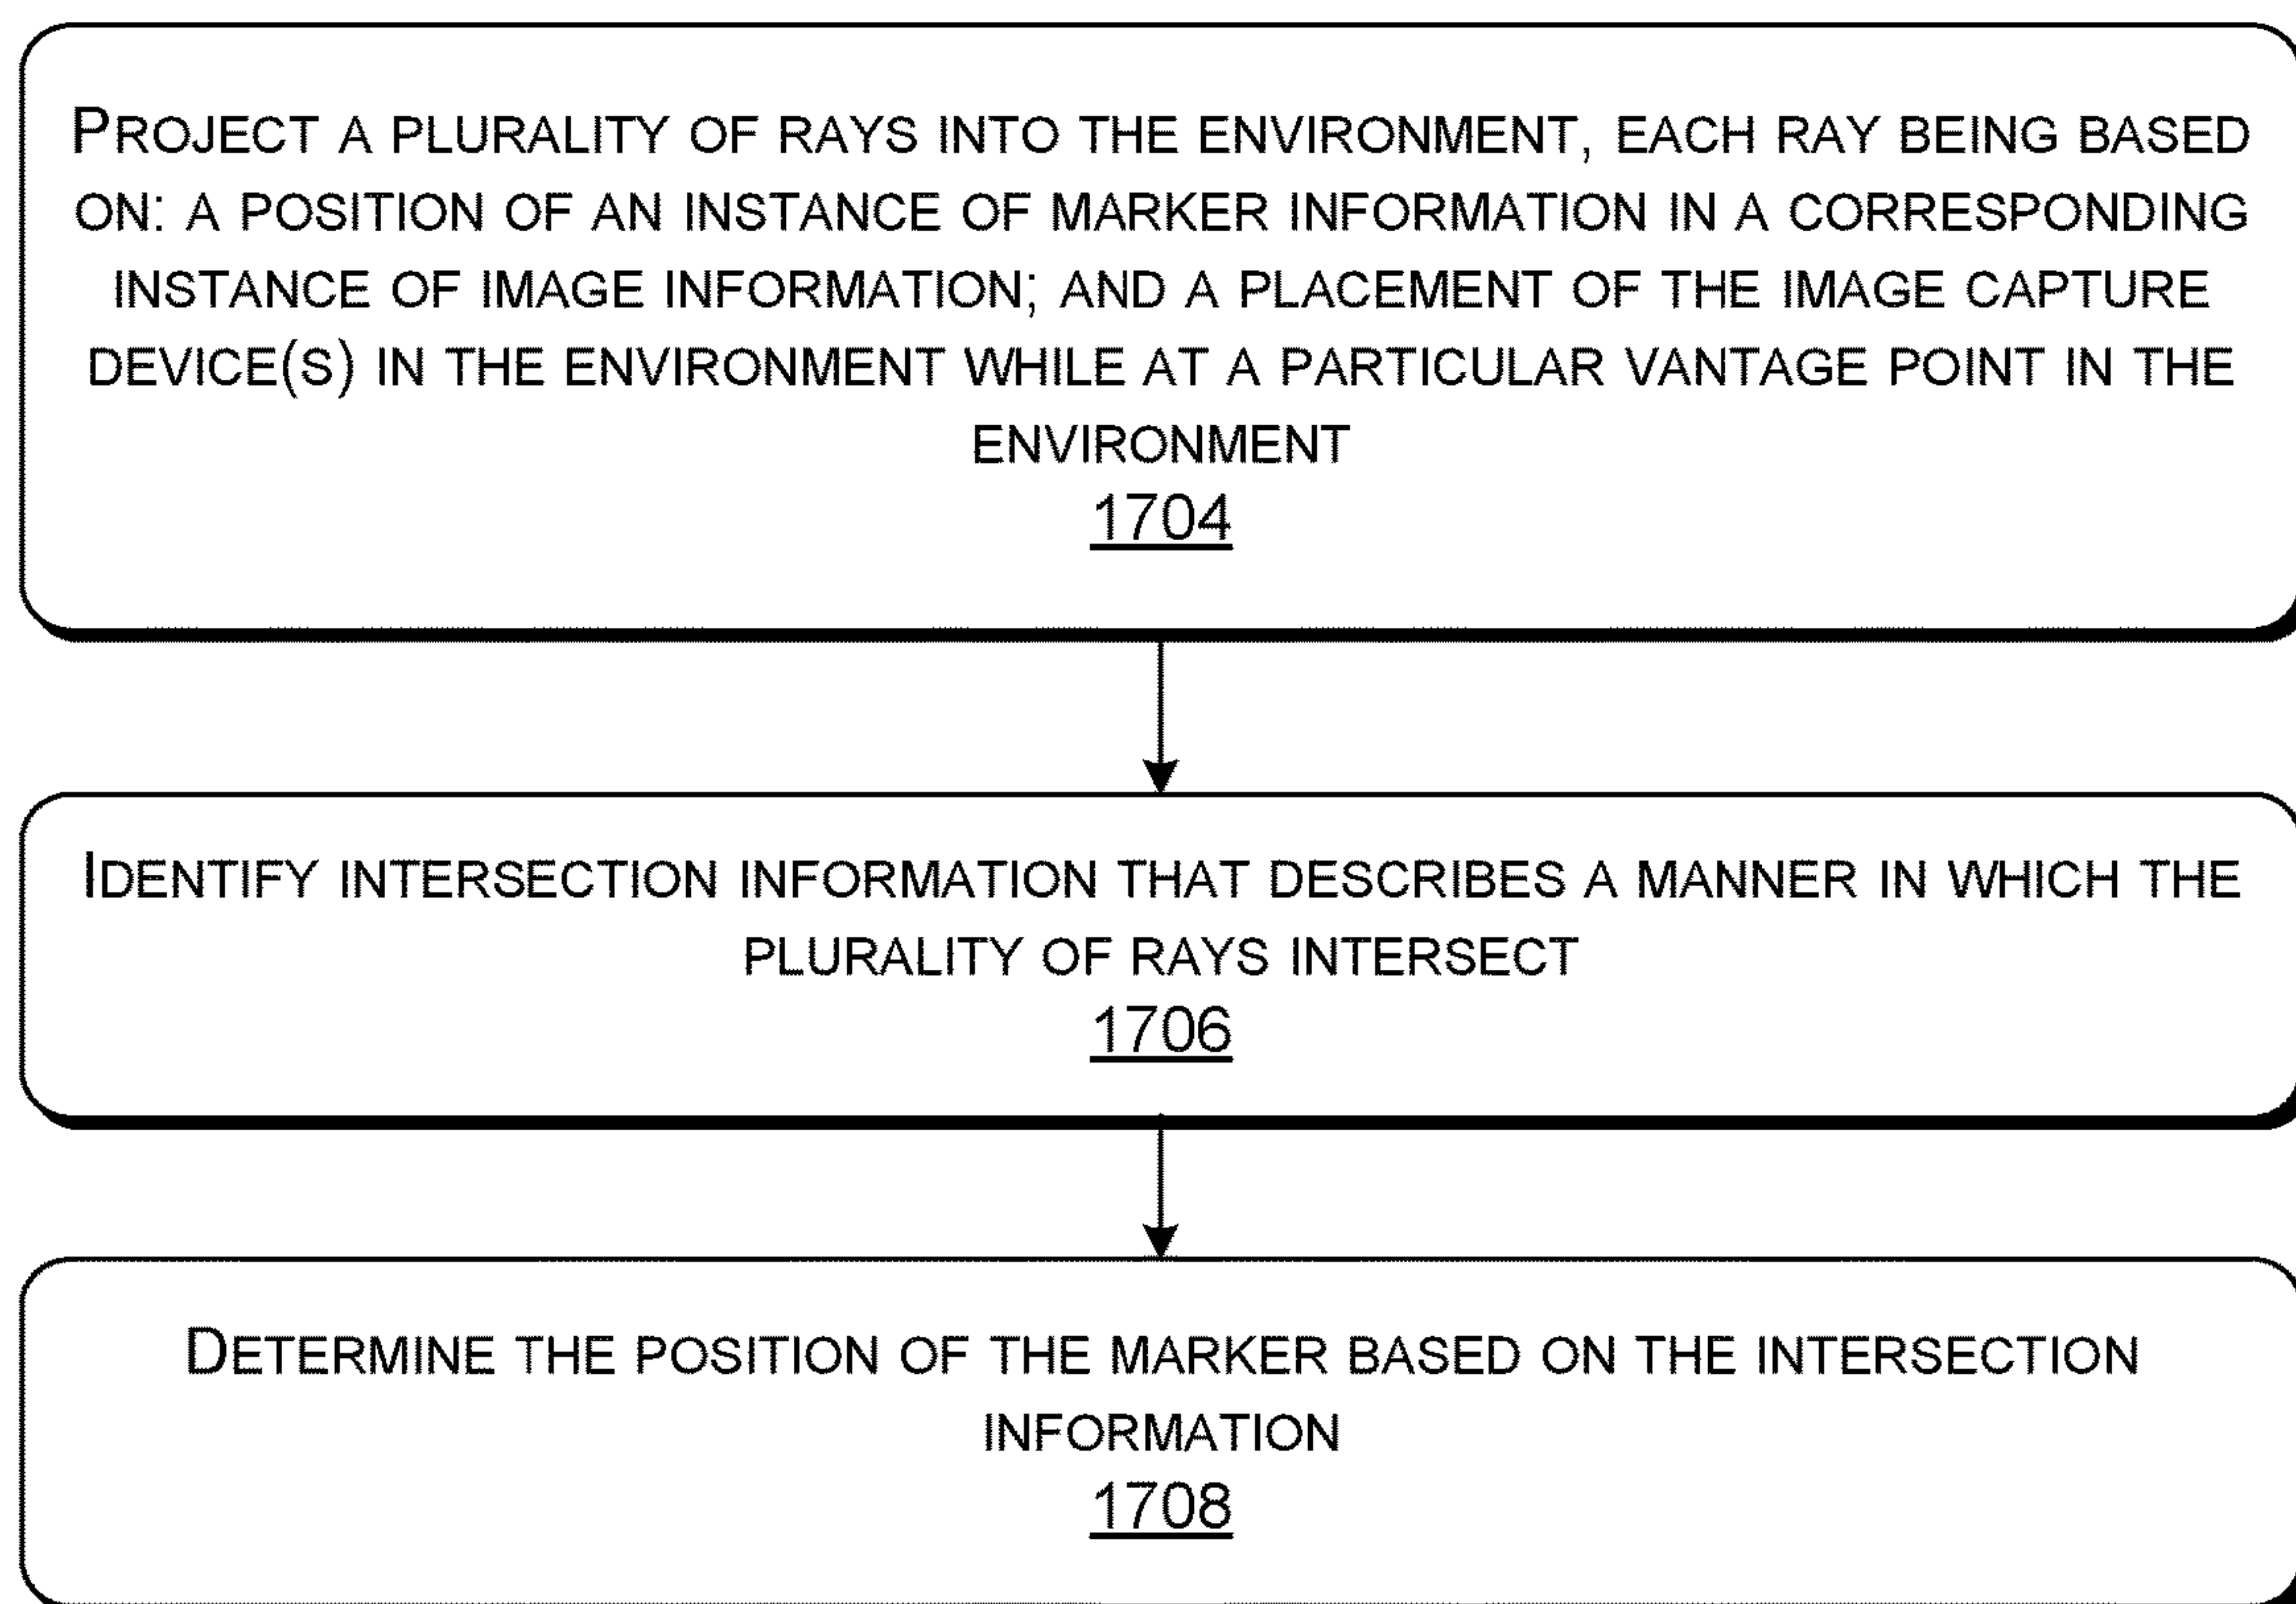 PROJECT A PLURALITY OF RAYS INTO THE ENVIRONMENT, EACH RAY BEING BASED
ON: A POSITION OF AN INSTANCE OF MARKER INFORMATION IN A CORRESPONDING
INSTANCE OF IMAGE INFORMATION; AND A PLACEMENT OF THE IMAGE CAPTURE
DEVICE(S) IN THE ENVIRONMENT WHILE AT A PARTICULAR VANTAGE POINT IN THE
ENVIRONMENT
1704
IDENTIFY INTERSECTION INFORMATION THAT DESCRIBES A MANNER IN WHICH THE
PLURALITY OF RAYS INTERSECT
1706
DETERMINE THE POSITION OF THE MARKER BASED ON THE INTERSECTION
INFORMATION
1708